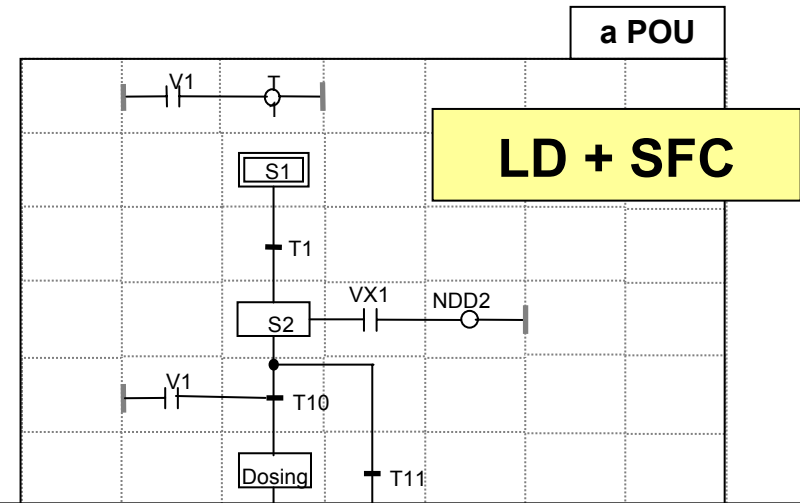 a POU
V1 T
LD + SFC
S1
T1
VX1 NDD2
S2
V1
T10
Dosing
T11